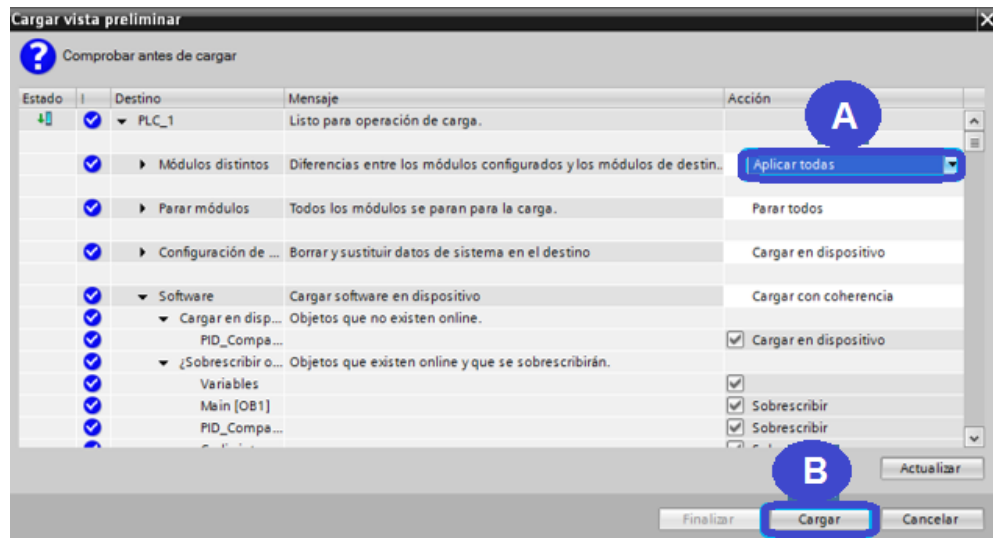 Cargar vista preliminar
Comprobar antes de cargar
Estado ! Destino Mensaje Acción
A
PLC_1 Listo para operación de carga.
Módulos distintos Diferencias entre los módulos configurados y los módulos de destin.. Aplicar todas
Parar módulos Todos los módulos se paran para la carga. Parar todos
Configuración de ... Borrar y sustituir datos de sistema en el destino Cargar en dispositivo
Software Cargar software en dispositivo Cargar con coherencia
Cargar en disp... Objetos que no existen online.
PID_Compa... Cargar en dispositivo
¿Sobrescribir o... Objetos que existen online y que se sobrescribirán.
Variables
Main [OB1] Sobrescribir
PID_Compa... Sobrescribir
Actualizar
B
Finalizar Cargar Cancelar